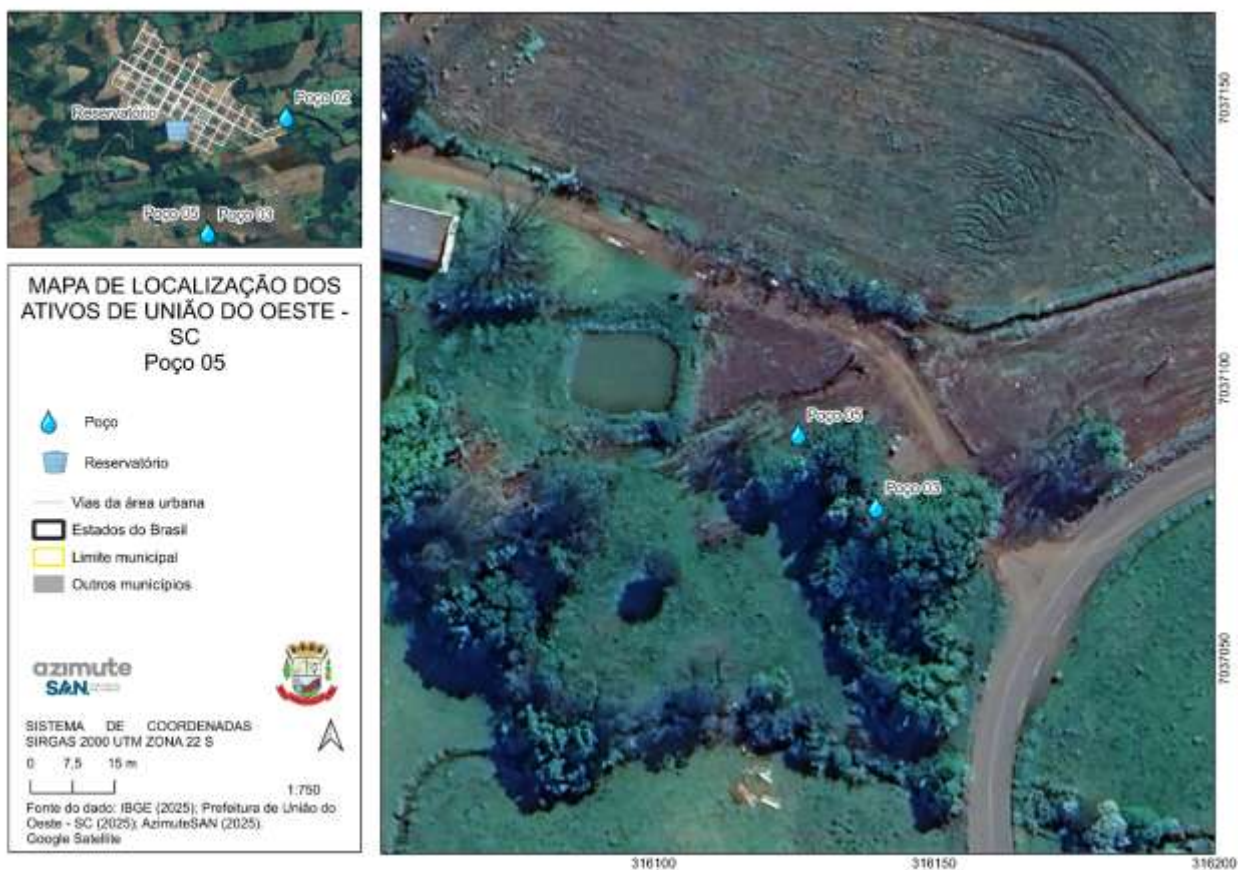 Reservatório
Poço 02
Poço 05 Poço 03
MAPA DE LOCALIZAÇÃO DOS
ATIVOS DE UNIÃO DO OESTE -
SC
Poço 05
Poço
Reservatório
Vias da área urbana
Estados do Brasil
Limite municipal
Outros municípios
azimute
SAN
SISTEMA DE COORDENADAS
SIRGAS 2000 UTM ZONA 22 S
0 7,5 15 m
1:750
Fonte do dado: IBGE (2025); Prefeitura de União do
Oeste - SC (2025); AzimuteSAN (2025).
Google Satellite
Poço 05
Poço 03
7037150
7037100
7037050
316100
316150
316200